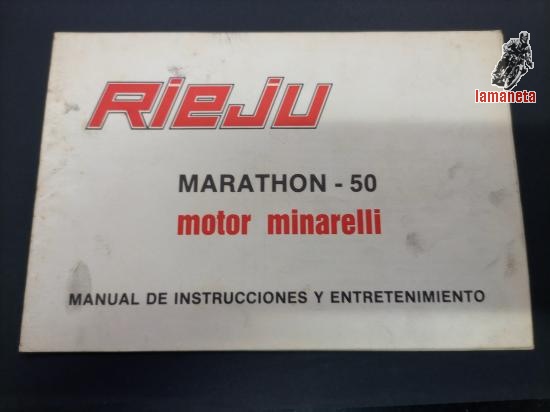 RIEJU
lamaneta
MARATHON - 50
motor minarelli
MANUAL DE INSTRUCCIONES Y ENTRETENIMIENTO